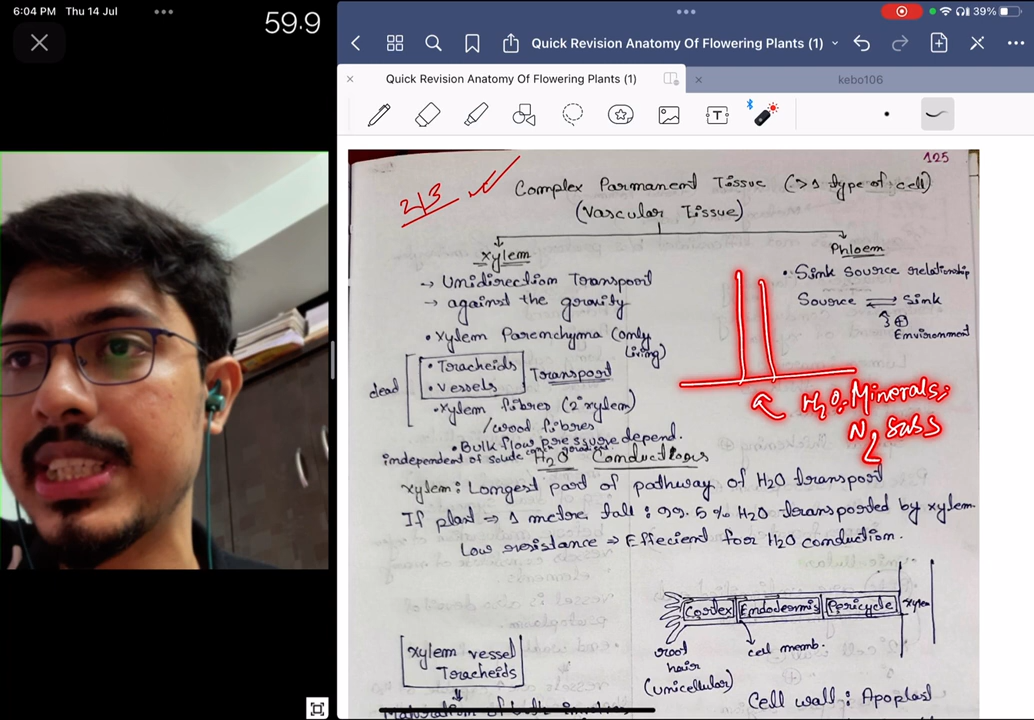 6:04 PM Thu 14 Jul
59.9
39%
Quick Revision Anatomy Of Flowering Plants (1)
Quick Revision Anatomy Of Flowering Plants (1)
kebo106
T
125
2/3
Complex Parmanent Tissue (>1 type of cell)
(Vascular Tissue)
xylem
→ Unidirection Transport
→ against the gravity
• Xylem Parenchyma (only
living)
dead
• Tracheids
• Vessels
Transport
• Xylem fibres (2° xylem)
/wood fibres
• Bulk flow pressure depend.
independent of solute
Phloem
• Sink Source relationship
Source ⇌ Sink
Environment
H2O, Minerals,
N2
H2O Conductions
xylem: Longest part of pathway of H2O transport
If plant ⇒ 1 metre tall: 99.5 % H2O transported by xylem.
Low resistance ⇒ Effecient for H2O conduction.
Cortex Endodermis Pericycle xylem
root
hair
(unicellular)
cell memb.
Cell wall: Apoplast
xylem vessel
Tracheids